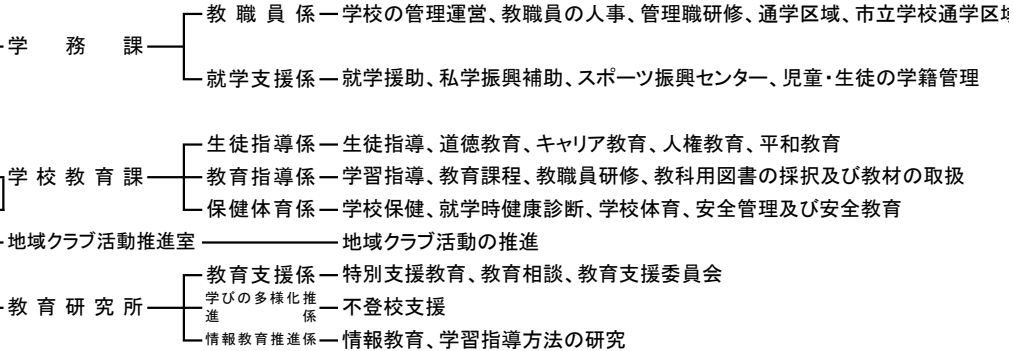 教職員係 学校の管理運営、教職員の人事、管理職研修、通学区域、市立学校通学区域
学務課
就学支援係 就学援助、私学振興補助、スポーツ振興センター、児童・生徒の学籍管理
生徒指導係 生徒指導、道徳教育、キャリア教育、人権教育、平和教育
学校教育課 教育指導係 学習指導、教育課程、教職員研修、教科用図書の採択及び教材の取扱
保健体育係 学校保健、就学時健康診断、学校体育、安全管理及び安全教育
地域クラブ活動推進室 地域クラブ活動の推進
教育支援係 特別支援教育、教育相談、教育支援委員会
教育研究所 学びの多様化推進係 不登校支援
情報教育推進係 情報教育、学習指導方法の研究